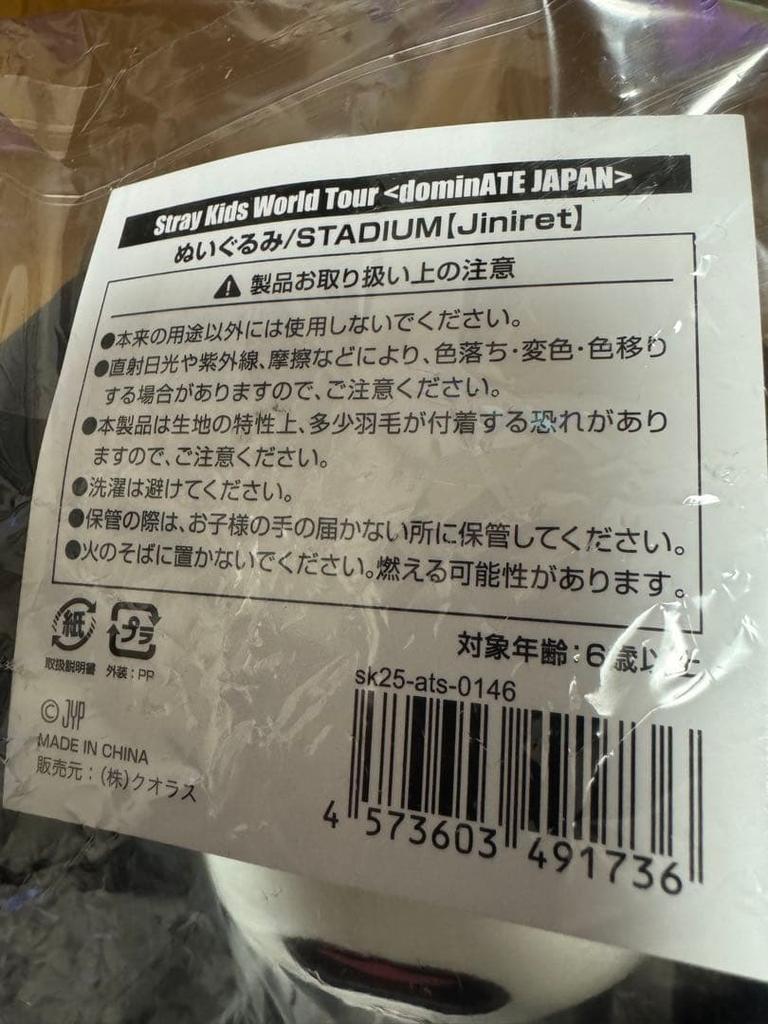 Stray Kids World Tour <dominATE JAPAN>
ぬいぐるみ/STADIUM【Jiniret】
製品お取り扱い上の注意
●本来の用途以外には使用しないでください。
●直射日光や紫外線、摩擦などにより、色落ち・変色・色移り
する場合がありますので、ご注意ください。
●本製品は生地の特性上、多少羽毛が付着する恐れがあり
ますので、ご注意ください。
●洗濯は避けてください。
●保管の際は、お子様の手の届かない所に保管してください。
●火のそばに置かないでください。燃える可能性があります。
紙 プラ
取扱説明書 外装：PP
対象年齢：6歳以上
sk25-ats-0146
©JYP
MADE IN CHINA
販売元：(株)クオラス
4 573603 491736